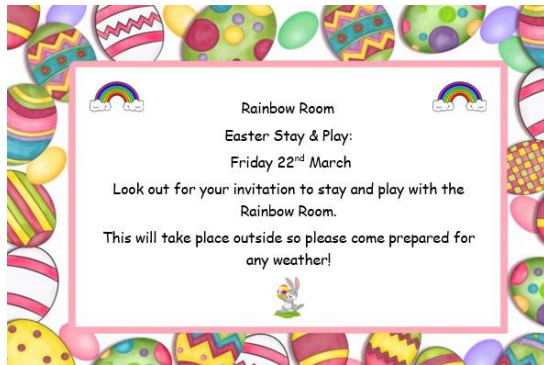 Rainbow Room
Easter Stay & Play:
Friday 22nd March
Look out for your invitation to stay and play with the
Rainbow Room.
This will take place outside so please come prepared for
any weather!